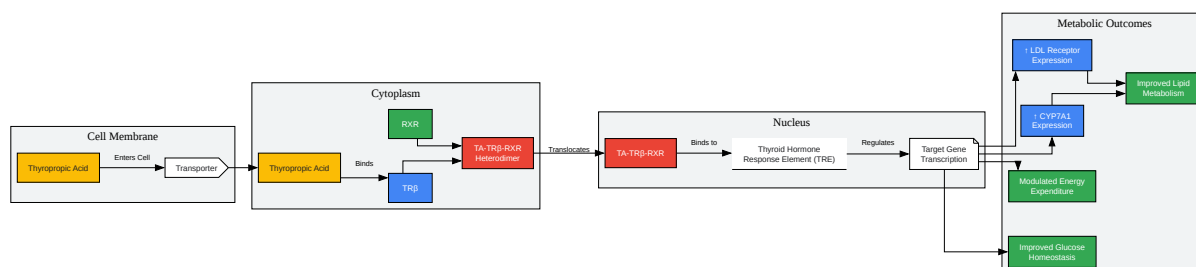 Cell Membrane
Thyropropic Acid
Enters Cell
Transporter
Cytoplasm
Thyropropic Acid
Binds
RXR
TRβ
TA-TRβ-RXR
Heterodimer
Translocates
Nucleus
TA-TRβ-RXR
Binds to
Thyroid Hormone
Response Element (TRE)
Regulates
Target Gene
Transcription
Metabolic Outcomes
↑ LDL Receptor
Expression
↑ CYP7A1
Expression
Improved Lipid
Metabolism
Modulated Energy
Expenditure
Improved Glucose
Homeostasis